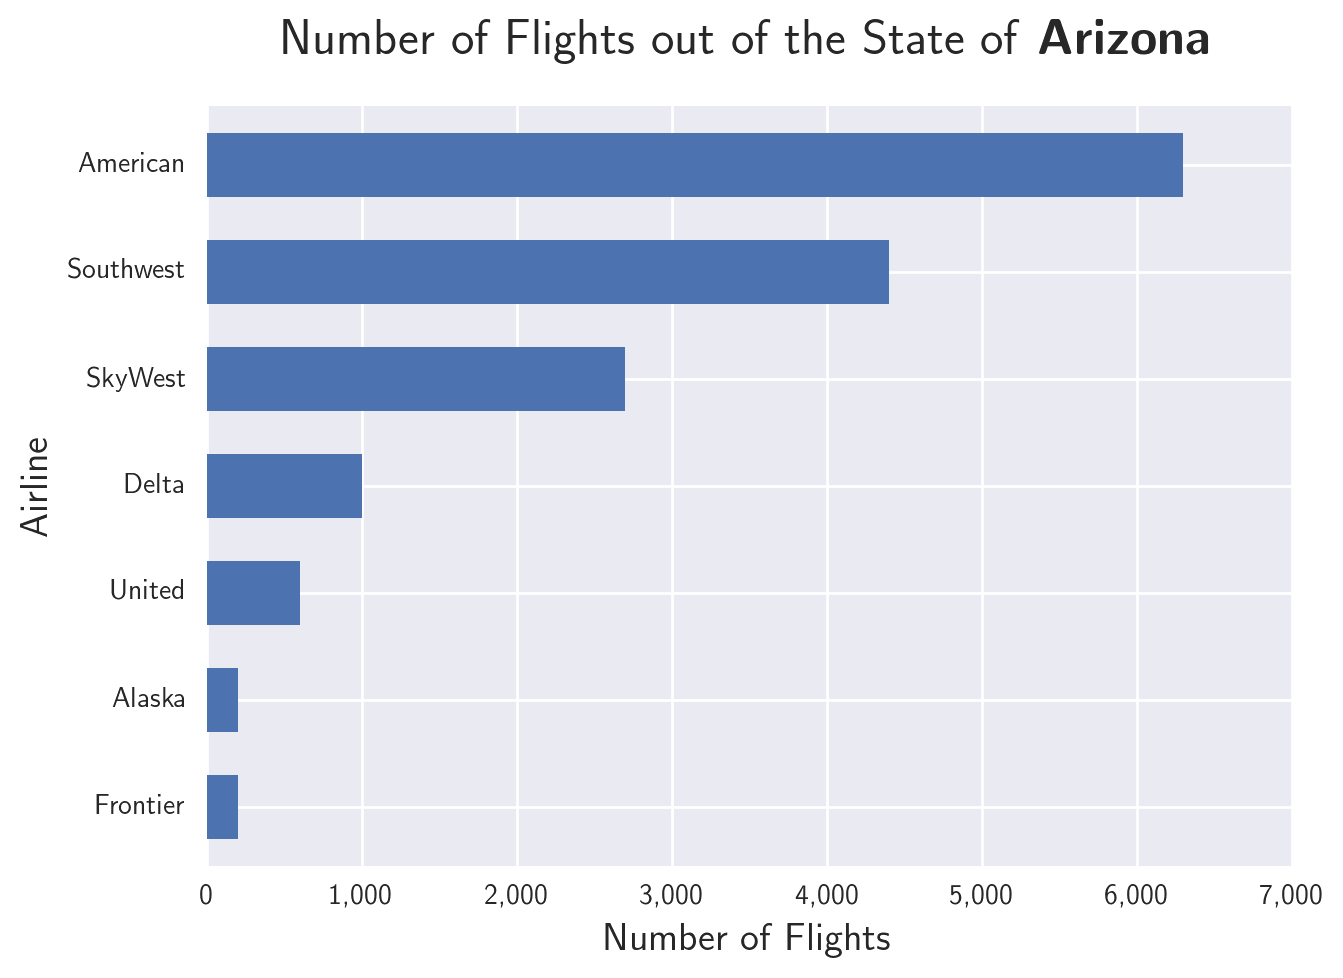 Number of Flights out of the State of Arizona
American
Southwest
SkyWest
Delta
United
Alaska
Frontier
Airline
0 1,000 2,000 3,000 4,000 5,000 6,000 7,000
Number of Flights